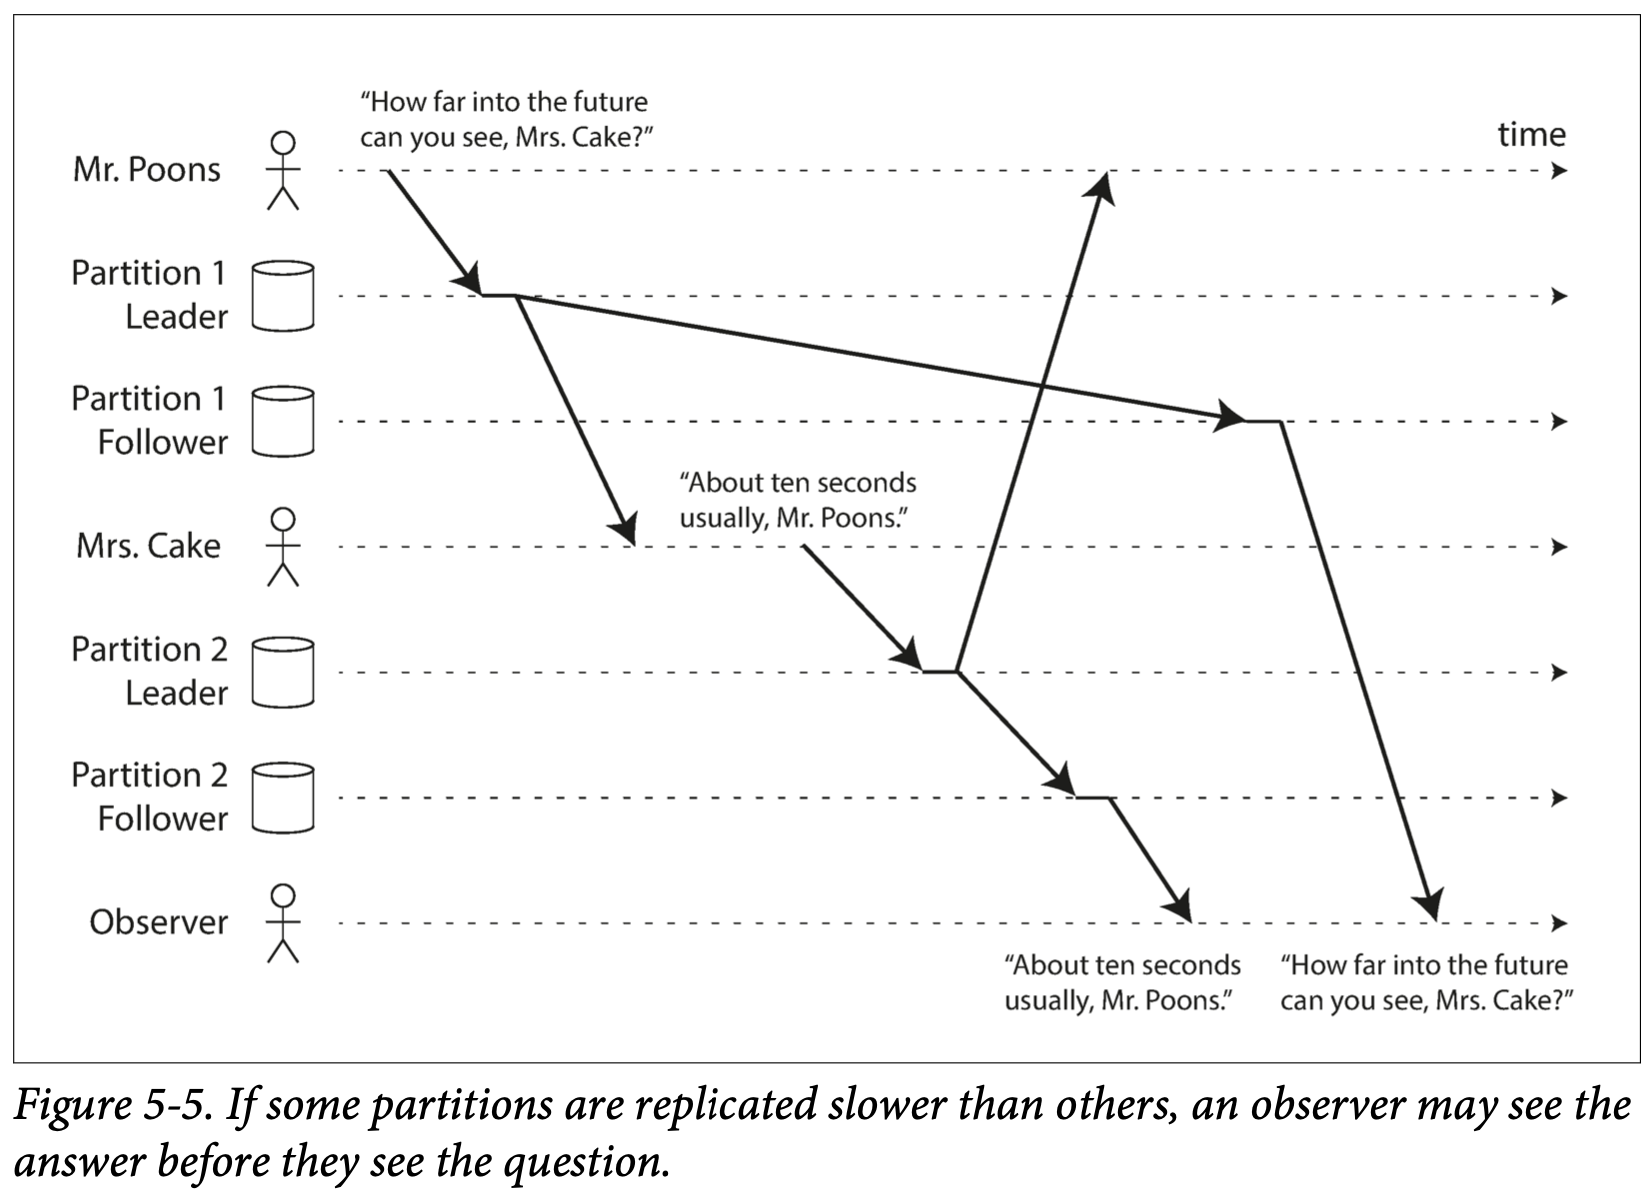 “How far into the future
can you see, Mrs. Cake?”
time
Mr. Poons
Partition 1
Leader
Partition 1
Follower
“About ten seconds
usually, Mr. Poons.”
Mrs. Cake
Partition 2
Leader
Partition 2
Follower
Observer
“About ten seconds
usually, Mr. Poons.”
“How far into the future
can you see, Mrs. Cake?”
Figure 5-5. If some partitions are replicated slower than others, an observer may see the
answer before they see the question.